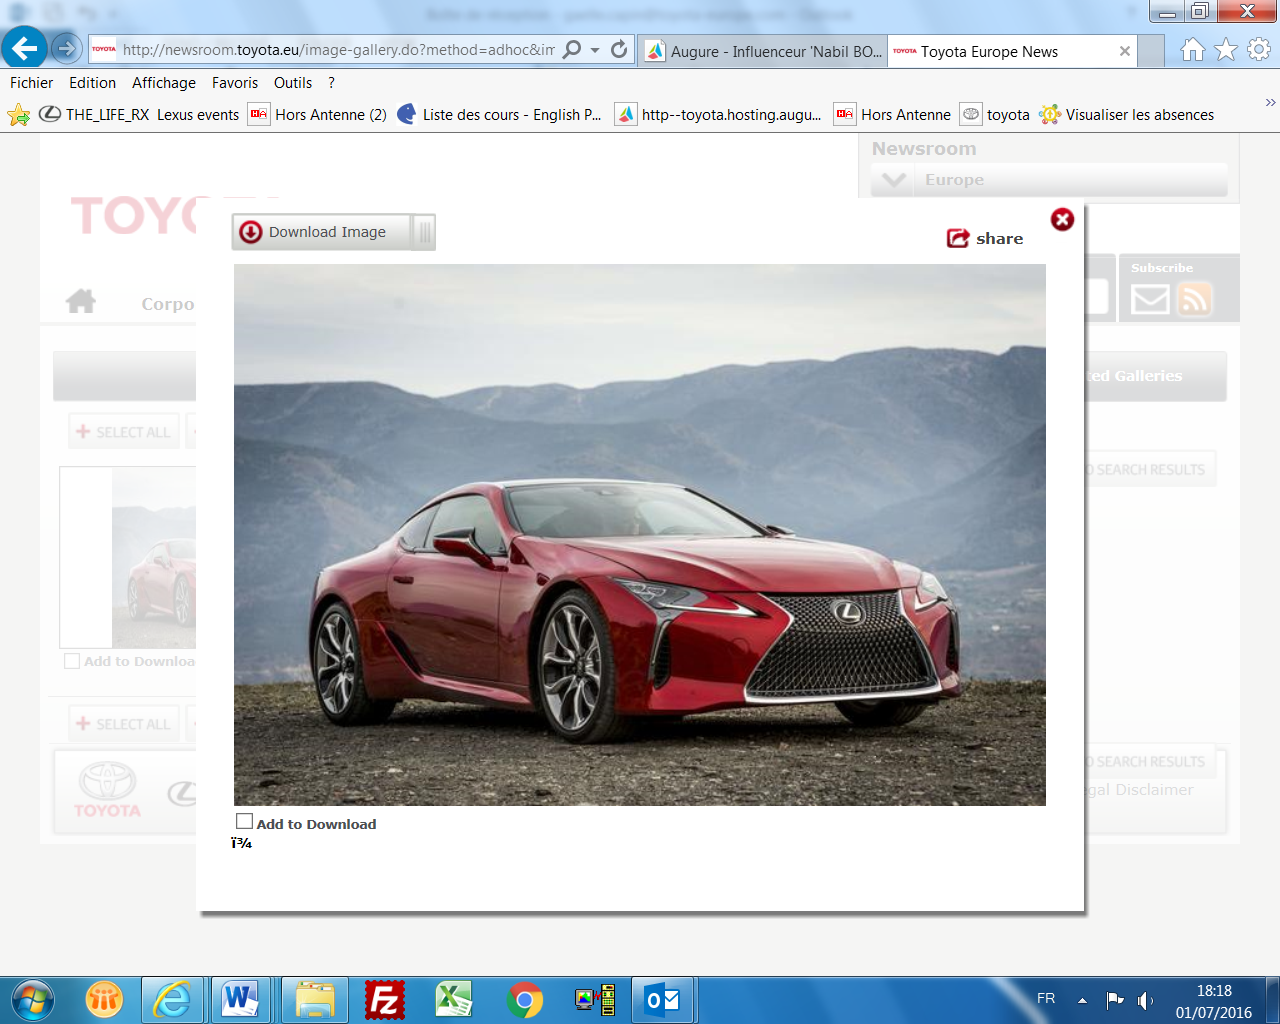 http://newsroom.toyota.eu/image-gallery.do?method=adhoc&im
Augure - Influenceur 'Nabil BO...
TOYOTA Toyota Europe News
Fichier Edition Affichage Favoris Outils ?
THE_LIFE_RX Lexus events Hors Antenne (2) Liste des cours - English P... http--toyota.hosting.augu... Hors Antenne toyota Visualiser les absences
Newsroom
Europe
TOYO
Download Image
share
Subscribe
Corpo
ted Galleries
SELECT ALL
O SEARCH RESULTS
Add to Downloa
SELECT ALL
O SEARCH RESULTS
TOYOTA
gal Disclaimer
Add to Download
ï¾
FR
18:18
01/07/2016